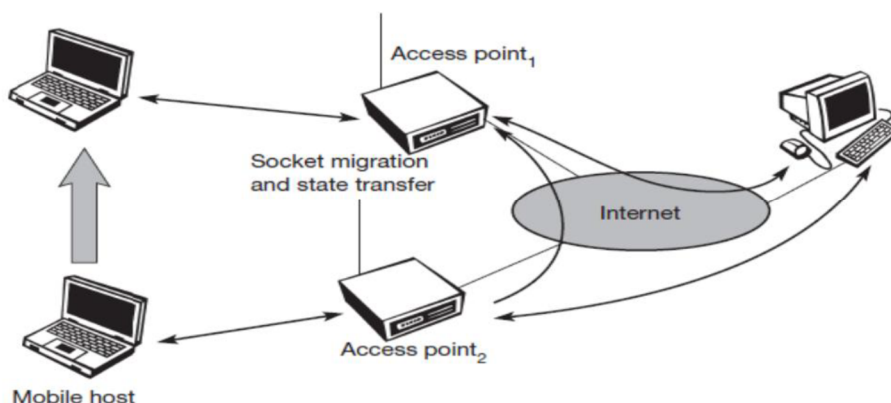 Access point₁
Socket migration
and state transfer
Internet
Access point₂
Mobile host